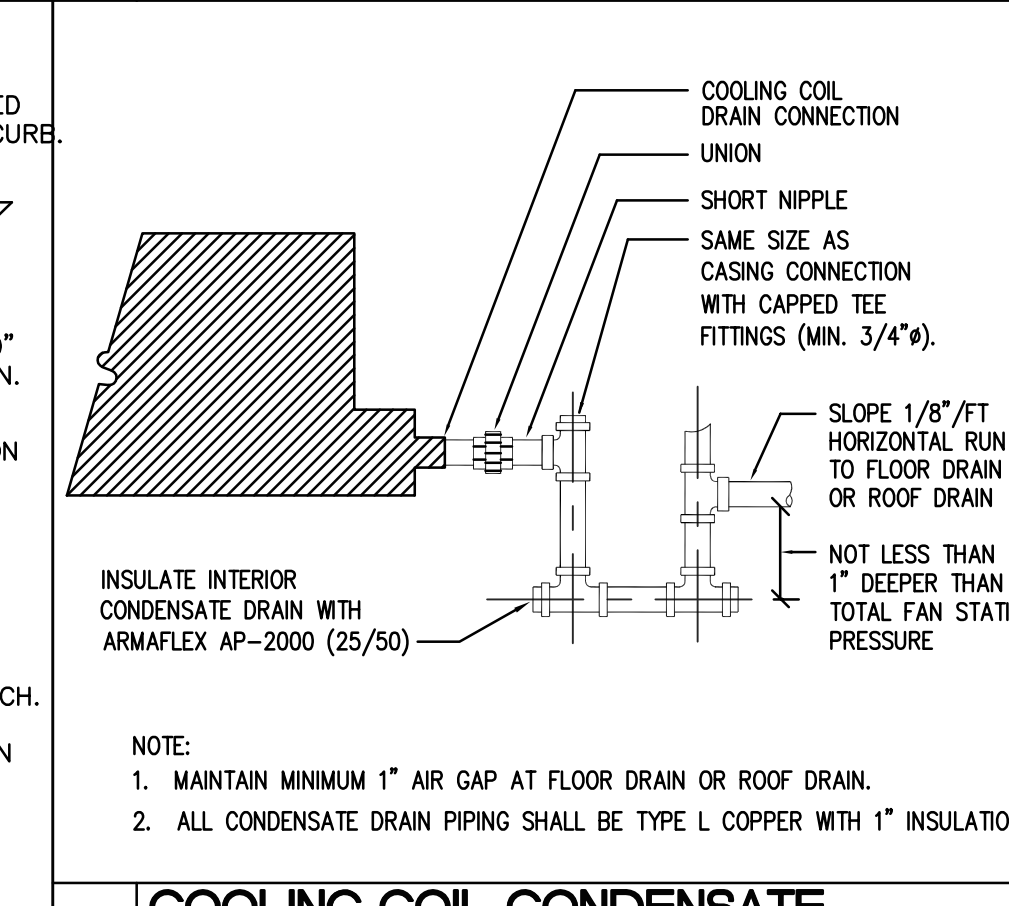 ED
CURB.
N.
ON
CH.
N
COOLING COIL
DRAIN CONNECTION
UNION
SHORT NIPPLE
SAME SIZE AS
CASING CONNECTION
WITH CAPPED TEE
FITTINGS (MIN. 3/4"ø).
SLOPE 1/8"/FT
HORIZONTAL RUN
TO FLOOR DRAIN
OR ROOF DRAIN
NOT LESS THAN
1" DEEPER THAN
TOTAL FAN STATI
PRESSURE
INSULATE INTERIOR
CONDENSATE DRAIN WITH
ARMAFLEX AP-2000 (25/50)
NOTE:
1. MAINTAIN MINIMUM 1" AIR GAP AT FLOOR DRAIN OR ROOF DRAIN.
2. ALL CONDENSATE DRAIN PIPING SHALL BE TYPE L COPPER WITH 1" INSULATIO
COOLING COIL CONDENSATE